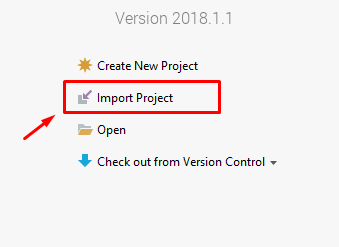 Version 2018.1.1
Create New Project
Import Project
Open
Check out from Version Control